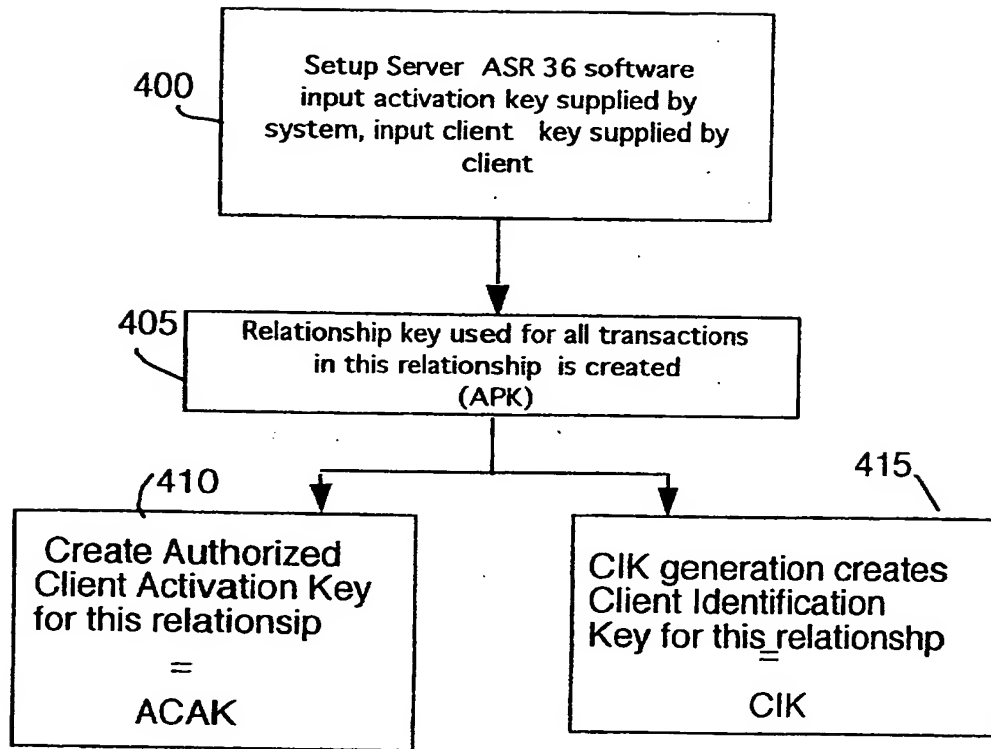 400
Setup Server ASR 36 software
input activation key supplied by
system, input client key supplied by
client
405
Relationship key used for all transactions
in this relationship is created
(APK)
410
Create Authorized
Client Activation Key
for this relationsip
=
ACAK
415
CIK generation creates
Client Identification
Key for this relationshp
=
CIK